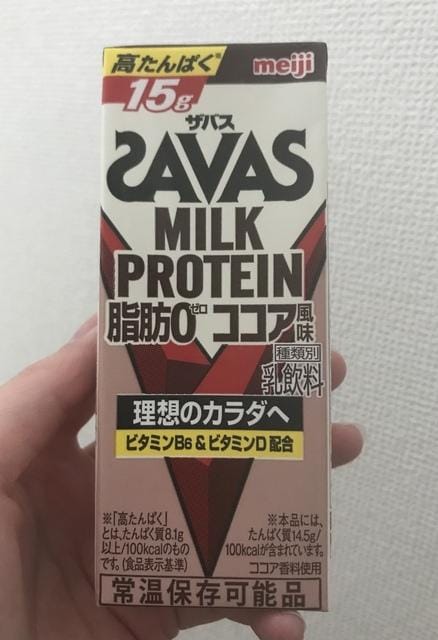 高たんぱく※
meiji
15g
ザバス
SAVAS
MILK
PROTEIN
脂肪0ゼロ ココア風味
種類別
乳飲料
理想のカラダへ
ビタミンB6 & ビタミンD 配合
※「高たんぱく」
とは、たんぱく質8.1g
以上/100kcalのもの
です。(食品表示基準)
※本品には、
たんぱく質14.5g/
100kcalが含まれています。
ココア香料使用
常温保存可能品